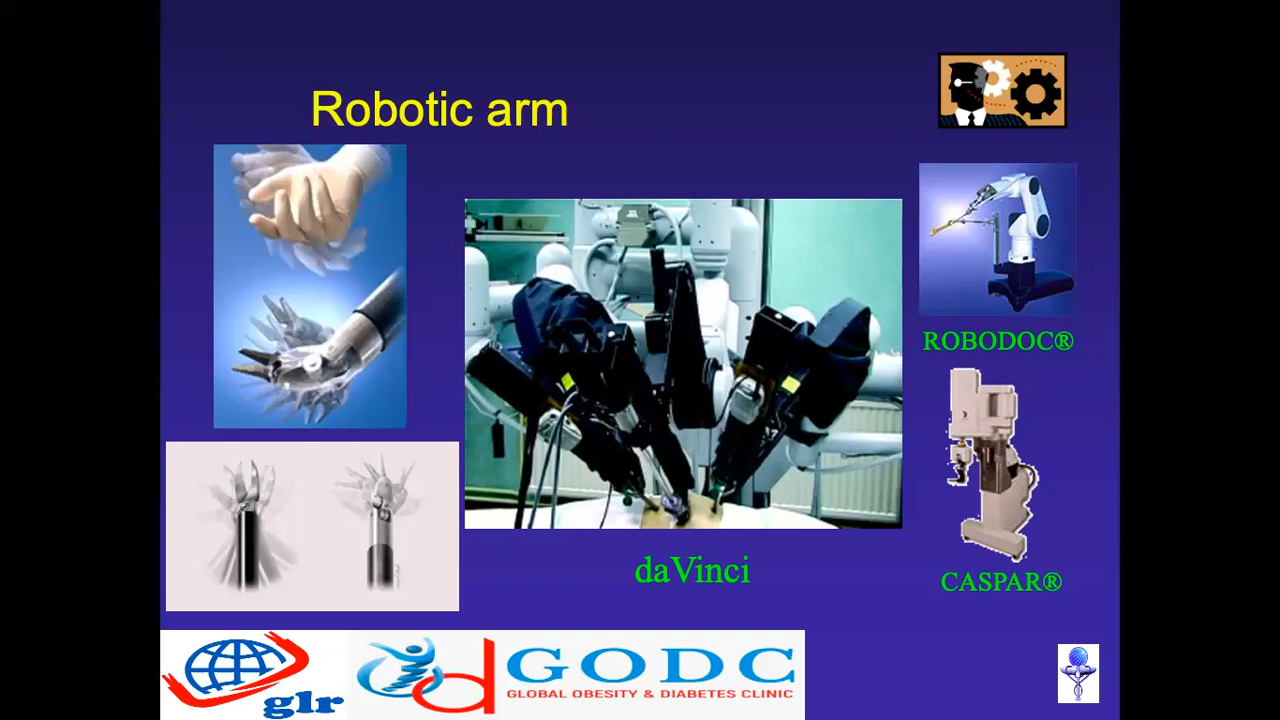 Robotic arm
ROBODOC®
daVinci
CASPAR®
glr
GODC
GLOBAL OBESITY & DIABETES CLINIC